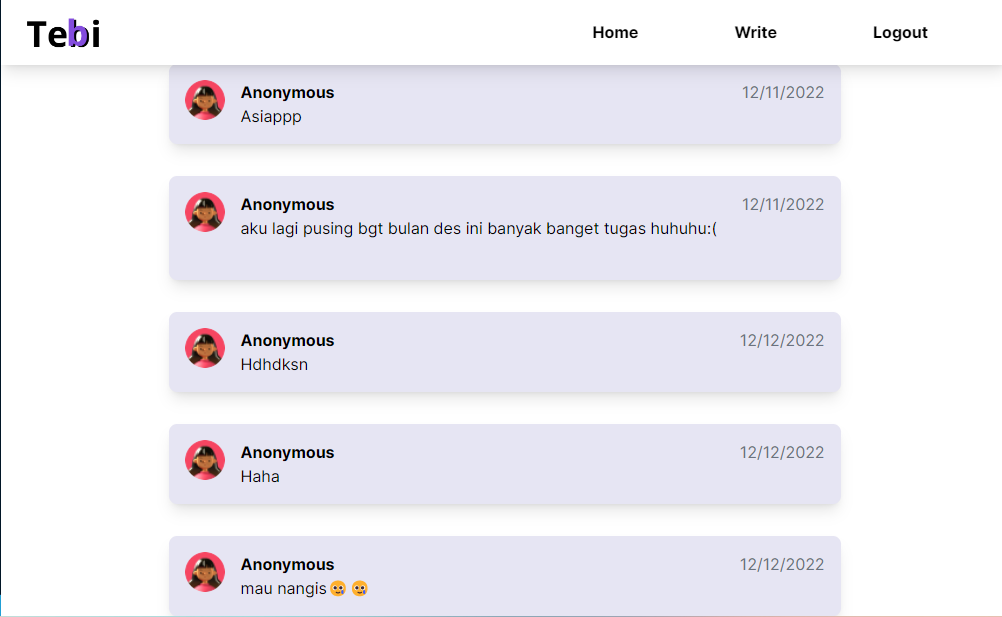 Tebi Home Write Logout
Anonymous 12/11/2022
Asiappp
Anonymous 12/11/2022
aku lagi pusing bgt bulan des ini banyak banget tugas huhuhu:(
Anonymous 12/12/2022
Hdhdksn
Anonymous 12/12/2022
Haha
Anonymous 12/12/2022
mau nangis🥲🥲